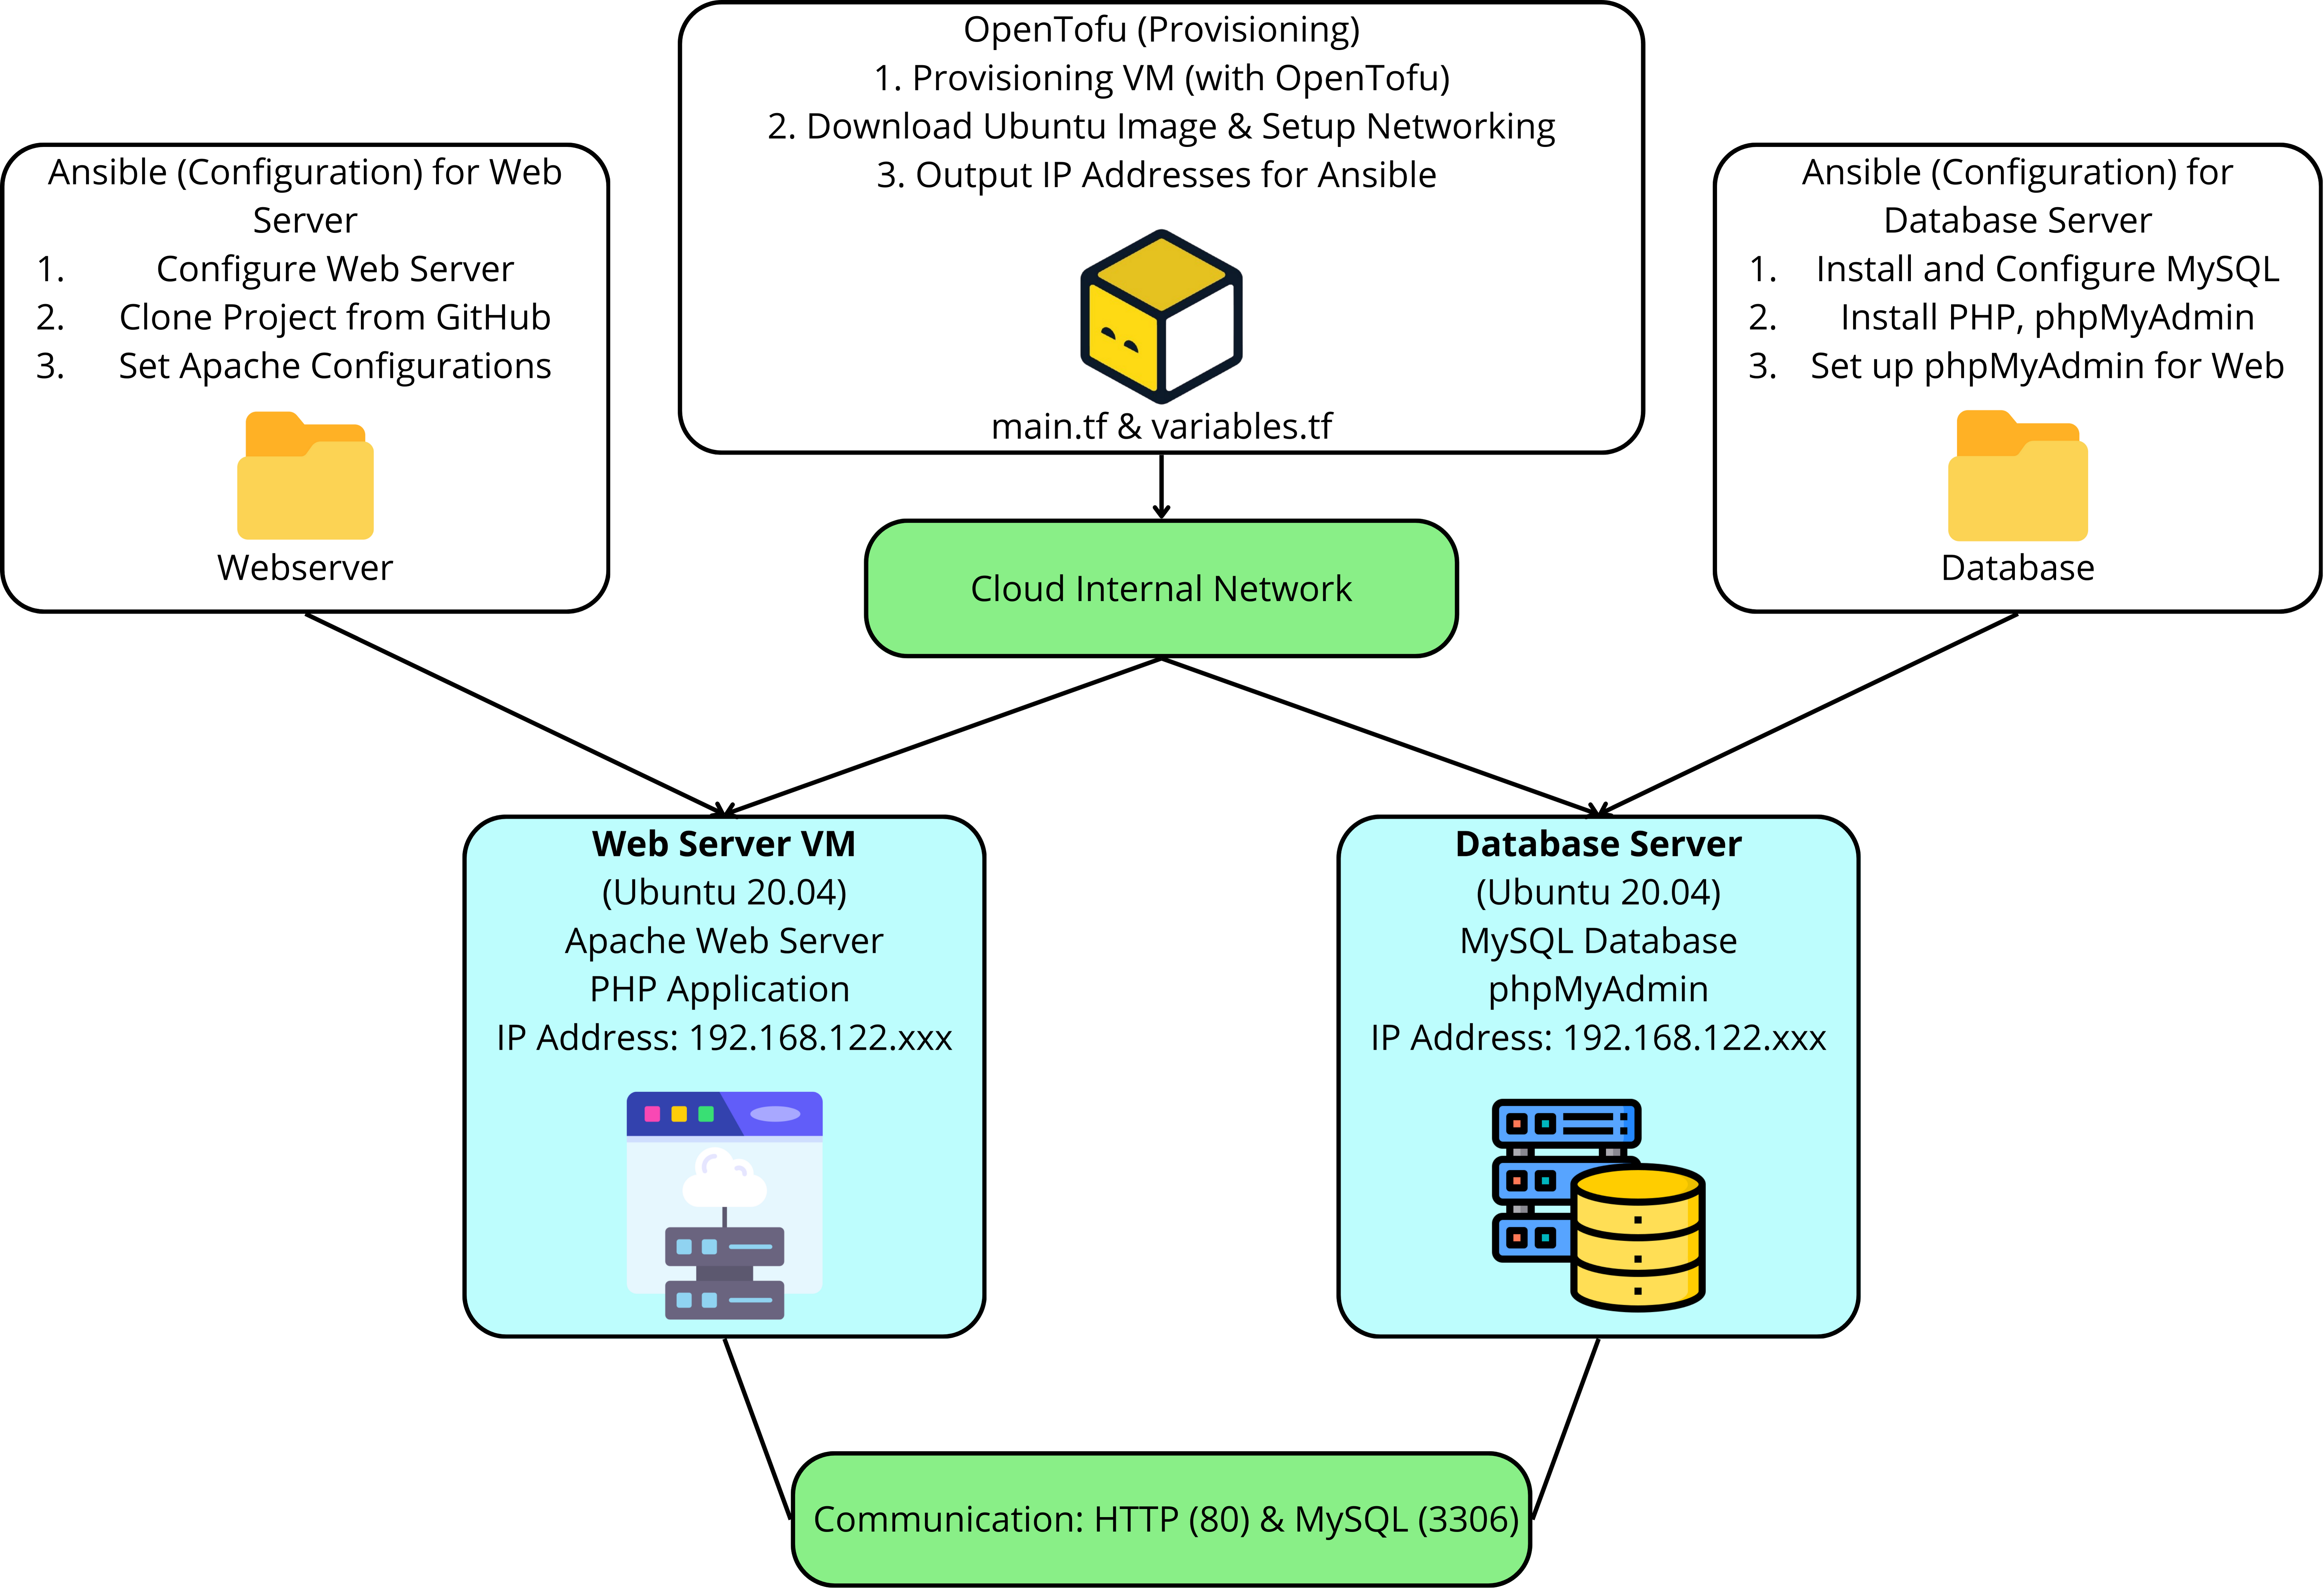 OpenTofu (Provisioning)
1. Provisioning VM (with OpenTofu)
2. Download Ubuntu Image & Setup Networking
3. Output IP Addresses for Ansible
main.tf & variables.tf
Ansible (Configuration) for Web
Server
1. Configure Web Server
2. Clone Project from GitHub
3. Set Apache Configurations
Webserver
Ansible (Configuration) for
Database Server
1. Install and Configure MySQL
2. Install PHP, phpMyAdmin
3. Set up phpMyAdmin for Web
Database
Cloud Internal Network
Web Server VM
(Ubuntu 20.04)
Apache Web Server
PHP Application
IP Address: 192.168.122.xxx
Database Server
(Ubuntu 20.04)
MySQL Database
phpMyAdmin
IP Address: 192.168.122.xxx
Communication: HTTP (80) & MySQL (3306)